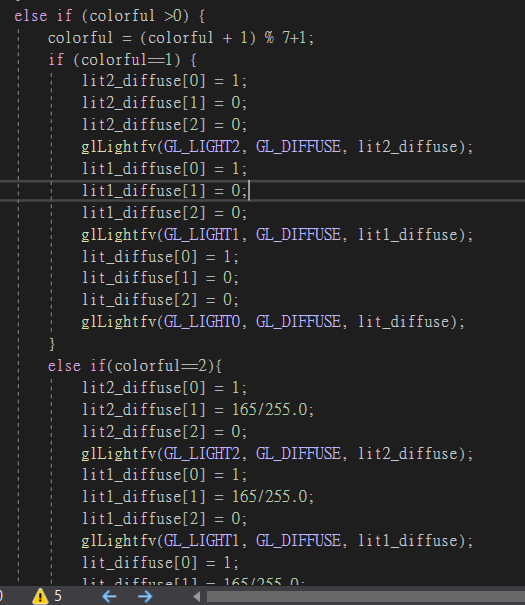 else if (colorful >0) {
colorful = (colorful + 1) % 7+1;
if (colorful==1) {
lit2_diffuse[0] = 1;
lit2_diffuse[1] = 0;
lit2_diffuse[2] = 0;
glLightfv(GL_LIGHT2, GL_DIFFUSE, lit2_diffuse);
lit1_diffuse[0] = 1;
lit1_diffuse[1] = 0;
lit1_diffuse[2] = 0;
glLightfv(GL_LIGHT1, GL_DIFFUSE, lit1_diffuse);
lit_diffuse[0] = 1;
lit_diffuse[1] = 0;
lit_diffuse[2] = 0;
glLightfv(GL_LIGHT0, GL_DIFFUSE, lit_diffuse);
}
else if(colorful==2){
lit2_diffuse[0] = 1;
lit2_diffuse[1] = 165/255.0;
lit2_diffuse[2] = 0;
glLightfv(GL_LIGHT2, GL_DIFFUSE, lit2_diffuse);
lit1_diffuse[0] = 1;
lit1_diffuse[1] = 165/255.0;
lit1_diffuse[2] = 0;
glLightfv(GL_LIGHT1, GL_DIFFUSE, lit1_diffuse);
lit_diffuse[0] = 1;
lit_diffuse[1] = 165/255.0;
5